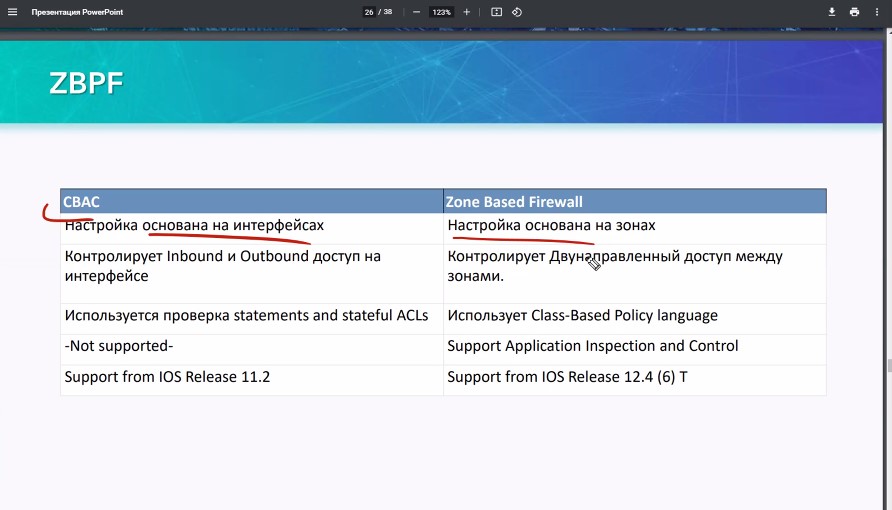 Презентация PowerPoint
26 / 38
123%
ZBPF
CBAC
Zone Based Firewall
Настройка основана на интерфейсах
Настройка основана на зонах
Контролирует Inbound и Outbound доступ на
интерфейсе
Контролирует Двунаправленный доступ между
зонами.
Используется проверка statements and stateful ACLs
Использует Class-Based Policy language
-Not supported-
Support Application Inspection and Control
Support from IOS Release 11.2
Support from IOS Release 12.4 (6) T